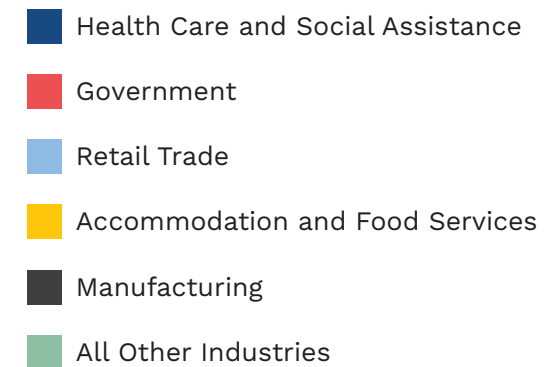 Health Care and Social Assistance
Government
Retail Trade
Accommodation and Food Services
Manufacturing
All Other Industries